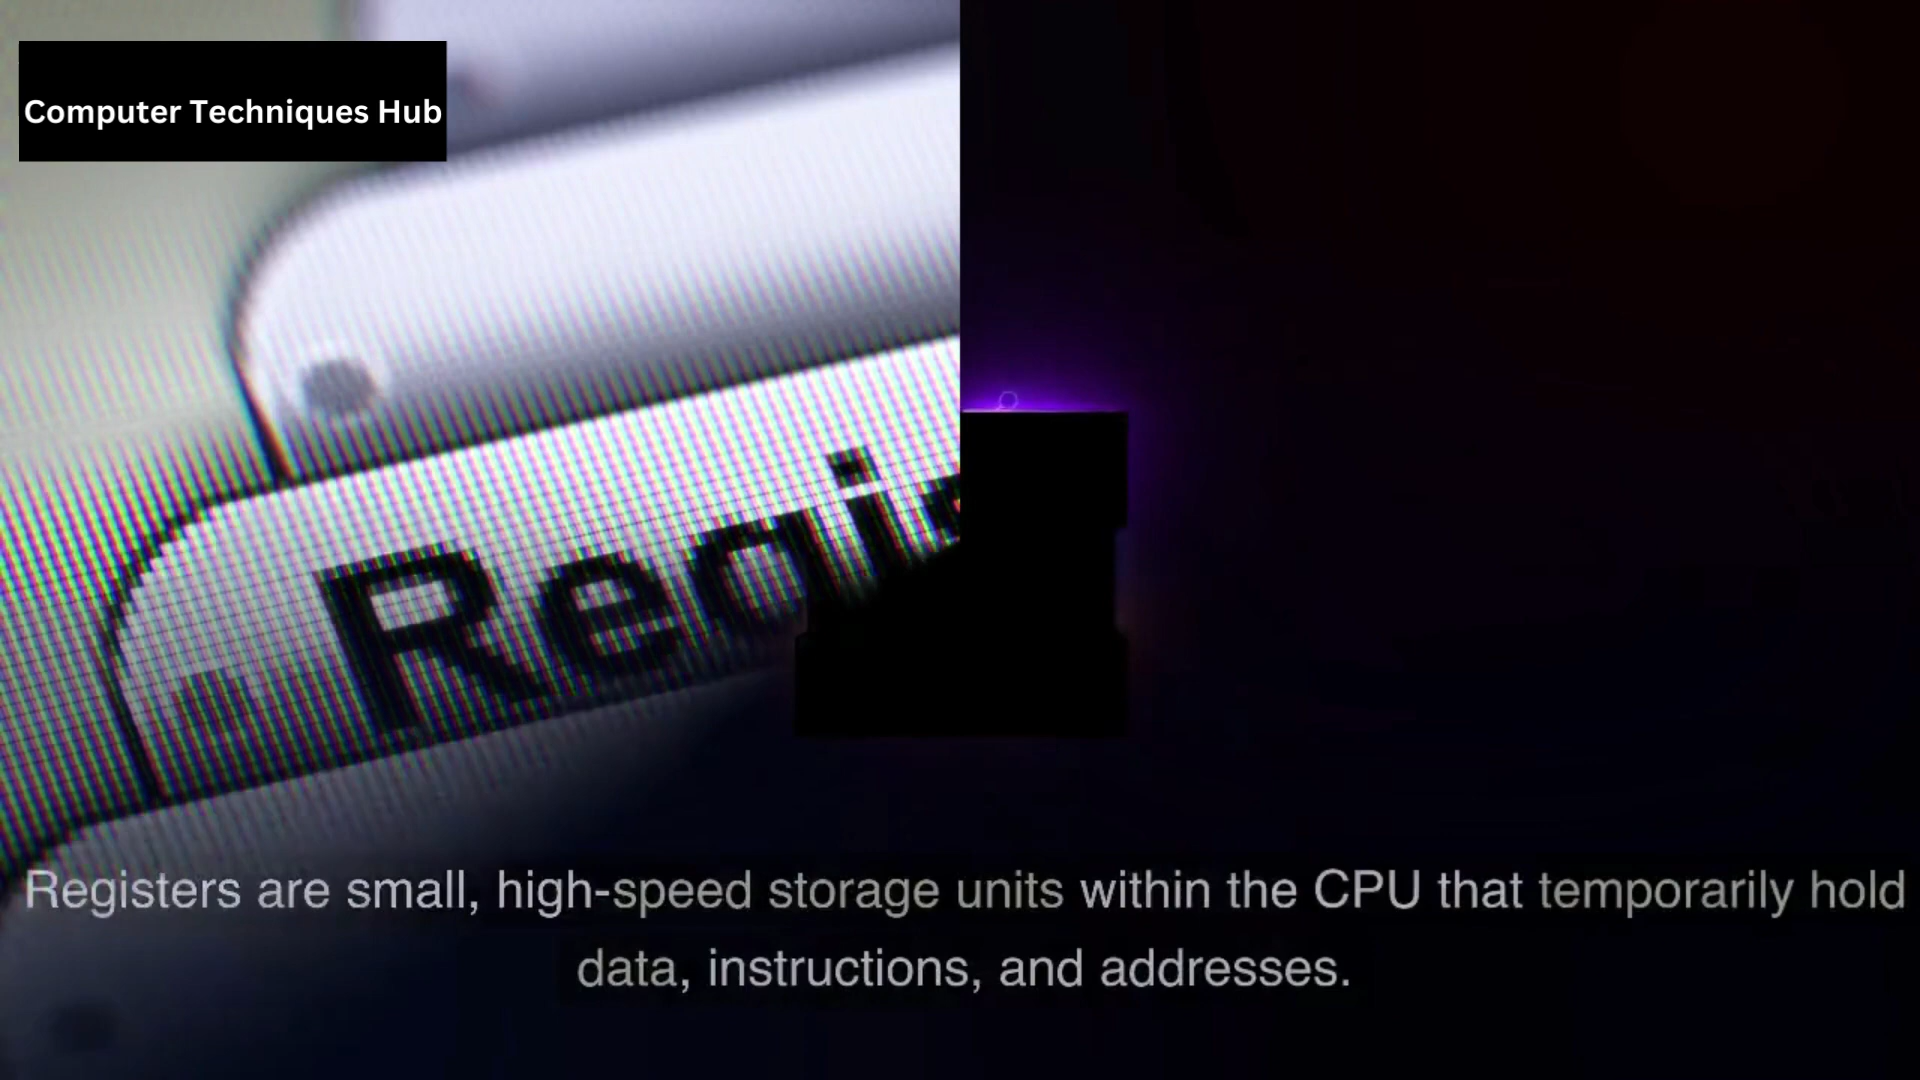 Computer Techniques Hub
Regis
Registers are small, high-speed storage units within the CPU that temporarily hold
data, instructions, and addresses.